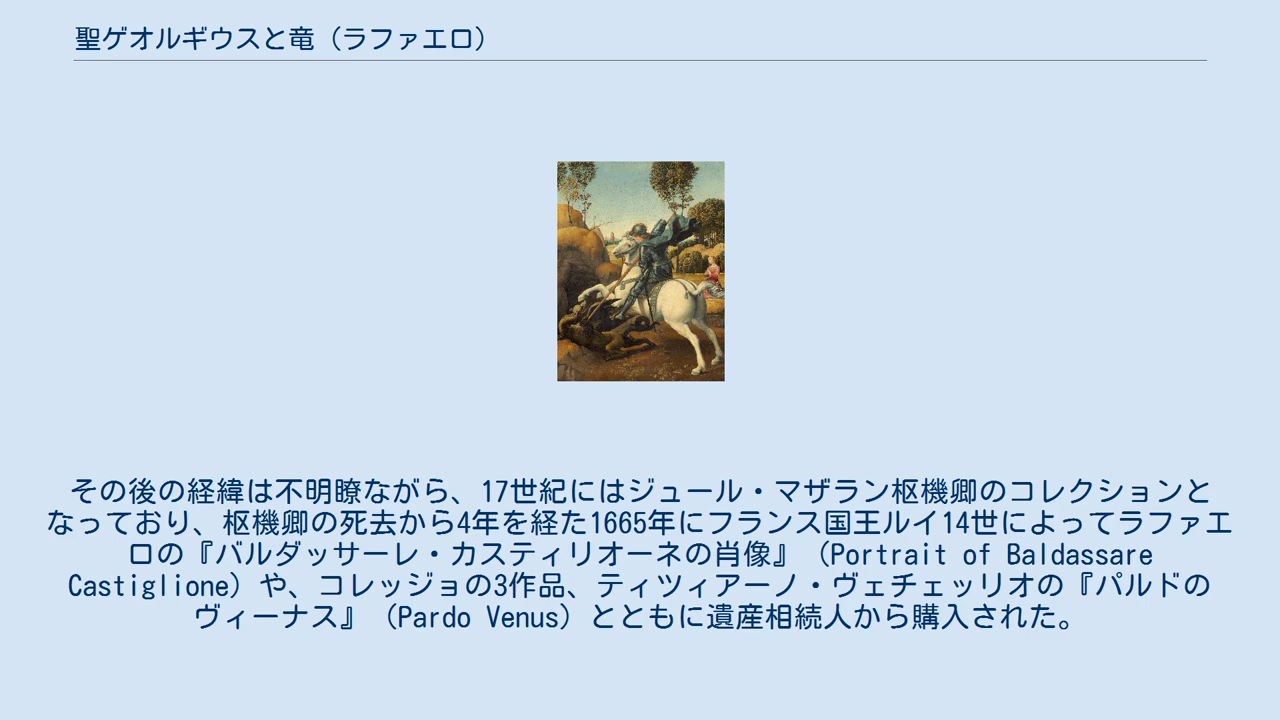 聖ゲオルギウスと竜（ラファエロ）
その後の経緯は不明瞭ながら、17世紀にはジュール・マザラン枢機卿のコレクションと
なっており、枢機卿の死去から4年を経た1665年にフランス国王ルイ14世によってラファエ
ロの『バルダッサーレ・カスティリオーネの肖像』（Portrait of Baldassare
Castiglione）や、コレッジョの3作品、ティツィアーノ・ヴェチェッリオの『パルドの
ヴィーナス』（Pardo Venus）とともに遺産相続人から購入された。